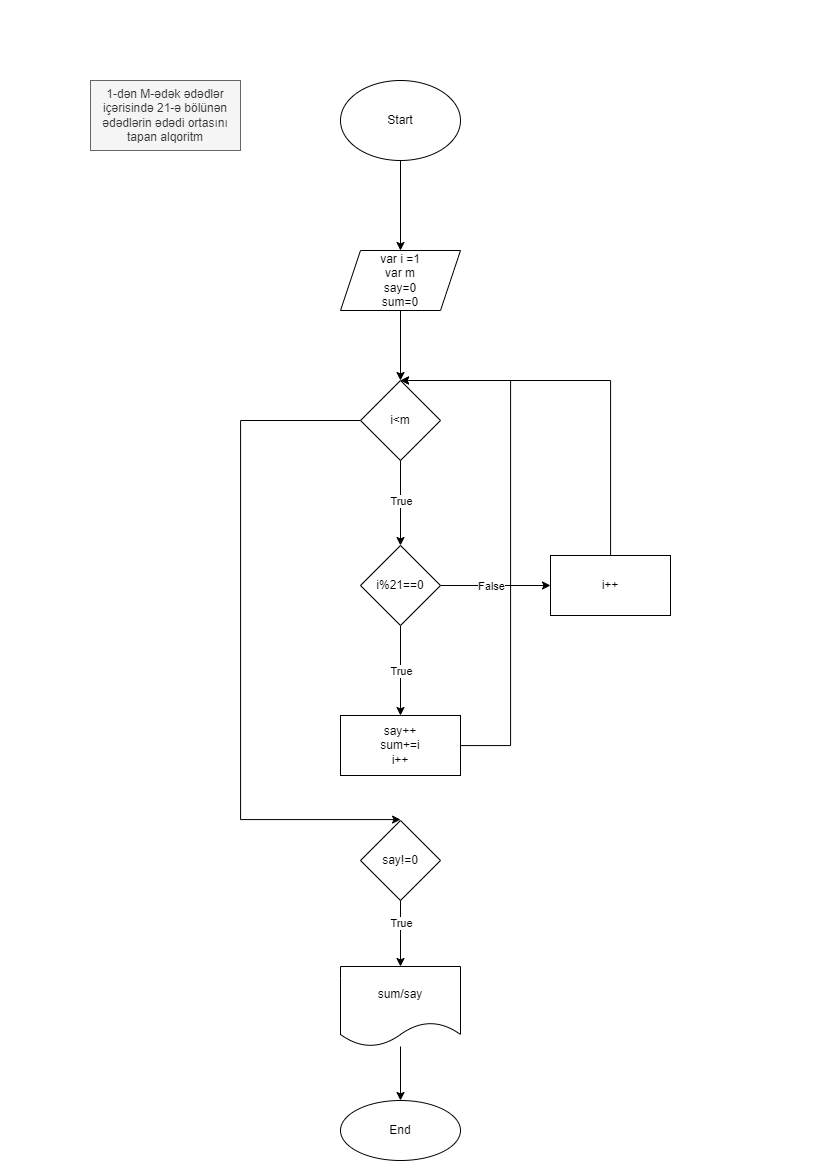 1-dən M-ədək ədədlər
içərisində 21-ə bölünən
ədədlərin ədədi ortasını
tapan alqoritm
Start
var i =1
var m
say=0
sum=0
i<m
True
i%21==0
False
i++
True
say++
sum+=i
i++
say!=0
True
sum/say
End